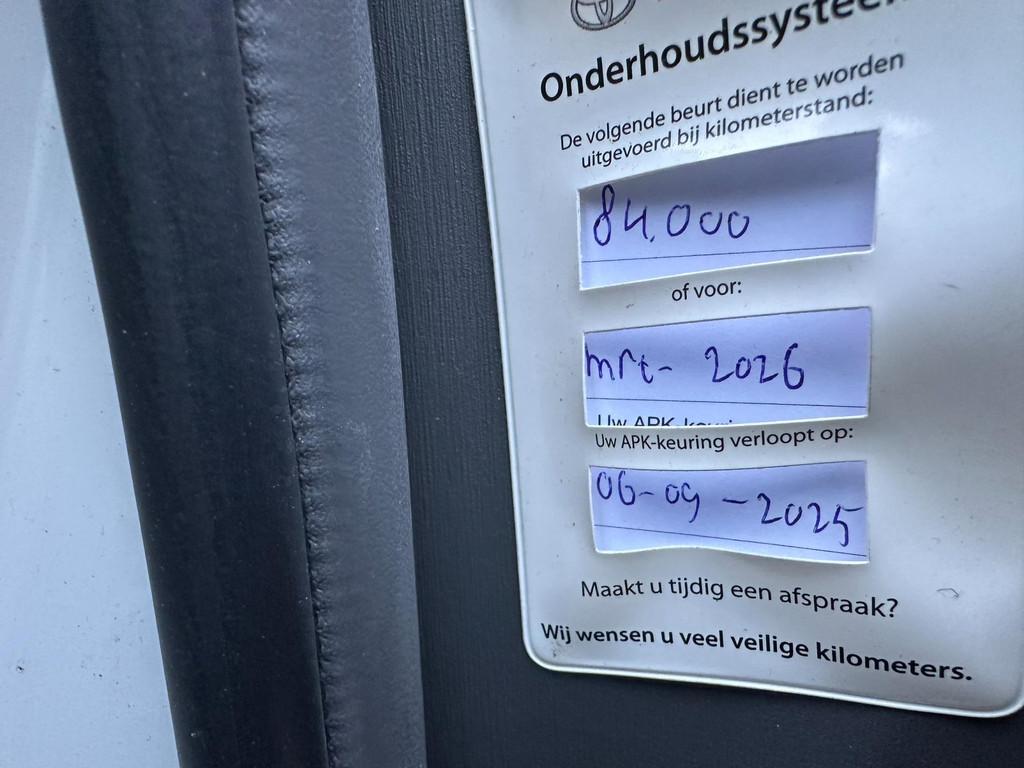 Onderhoudssysteem
De volgende beurt dient te worden
uitgevoerd bij kilometerstand:
84.000
of voor:
mrt- 2026
Uw APK-keuring verloopt op:
06-09-2025
Maakt u tijdig een afspraak?
Wij wensen u veel veilige kilometers.